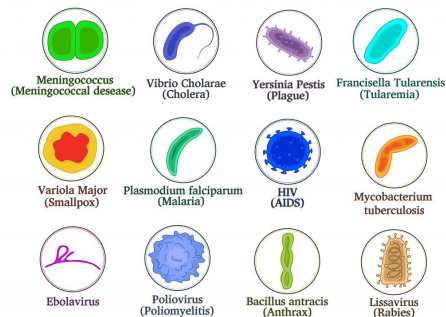 Meningococcus
(Meningococcal desease)
Vibrio Cholarae
(Cholera)
Yersinia Pestis
(Plague)
Francisella Tularensis
(Tularemia)
Variola Major
(Smallpox)
Plasmodium falciparum
(Malaria)
HIV
(AIDS)
Mycobacterium
tuberculosis
Ebolavirus
Poliovirus
(Poliomyelitis)
Bacillus antracis
(Anthrax)
Lissavirus
(Rabies)